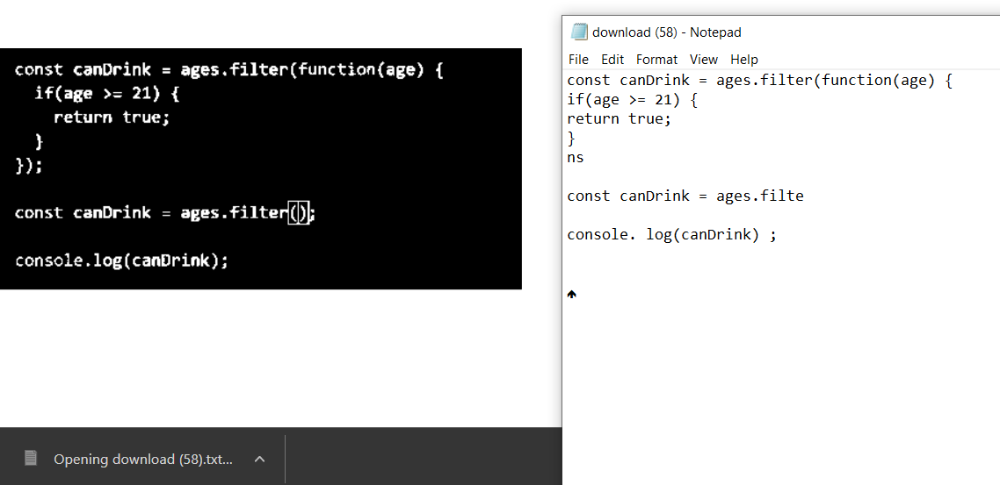 const canDrink = ages.filter(function(age) {
  if(age >= 21) {
    return true;
  }
});

const canDrink = ages.filter();

console.log(canDrink);
Opening download (58).txt...
download (58) - Notepad
File Edit Format View Help
const canDrink = ages.filter(function(age) {
if(age >= 21) {
return true;
}
ns

const canDrink = ages.filte

console. log(canDrink) ;